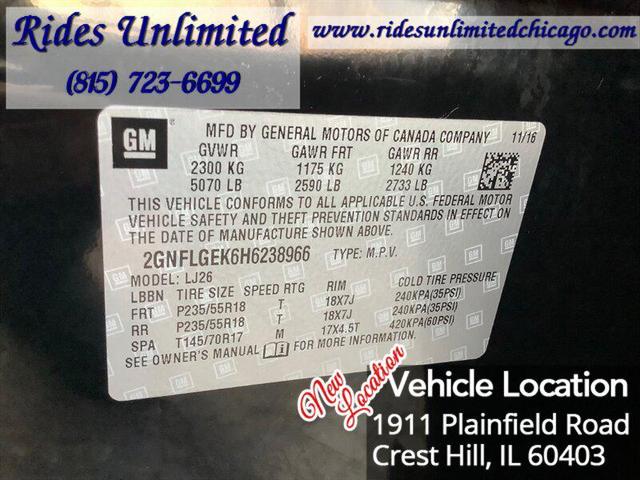 Rides Unlimited
(815) 723-6699
www.ridesunlimitedchicago.com
GM
MFD BY GENERAL MOTORS OF CANADA COMPANY 11/16
GVWR GAWR FRT GAWR RR
2300 KG 1175 KG 1240 KG
5070 LB 2590 LB 2733 LB
THIS VEHICLE CONFORMS TO ALL APPLICABLE U.S. FEDERAL MOTOR
VEHICLE SAFETY AND THEFT PREVENTION STANDARDS IN EFFECT ON
THE DATE OF MANUFACTURE SHOWN ABOVE.
2GNFLGEK6H6238966 TYPE: M.P.V.
MODEL: LJ26
LBBN TIRE SIZE SPEED RTG RIM COLD TIRE PRESSURE
FRT P235/55R18 T 18X7J 240KPA(35PSI)
RR P235/55R18 T 18X7J 240KPA(35PSI)
SPA T145/70R17 M 17X4.5T 420KPA(60PSI)
SEE OWNER'S MANUAL FOR MORE INFORMATION.
New Location
Vehicle Location
1911 Plainfield Road
Crest Hill, IL 60403